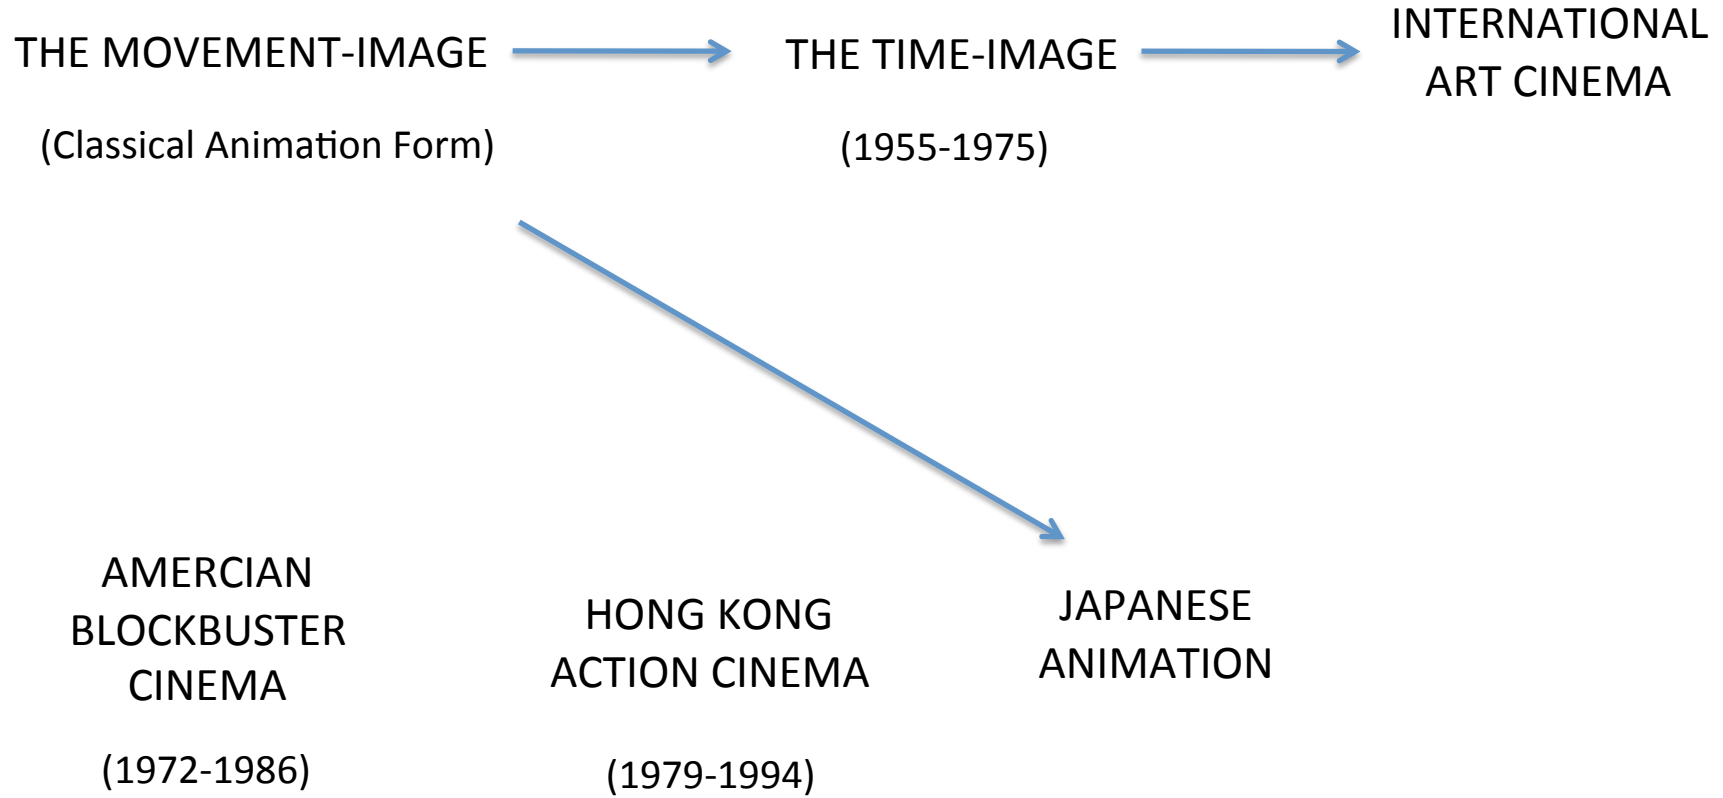 THE MOVEMENT-IMAGE
(Classical Animation Form)
THE TIME-IMAGE
(1955-1975)
INTERNATIONAL
ART CINEMA
AMERCIAN
BLOCKBUSTER
CINEMA
(1972-1986)
HONG KONG
ACTION CINEMA
(1979-1994)
JAPANESE
ANIMATION